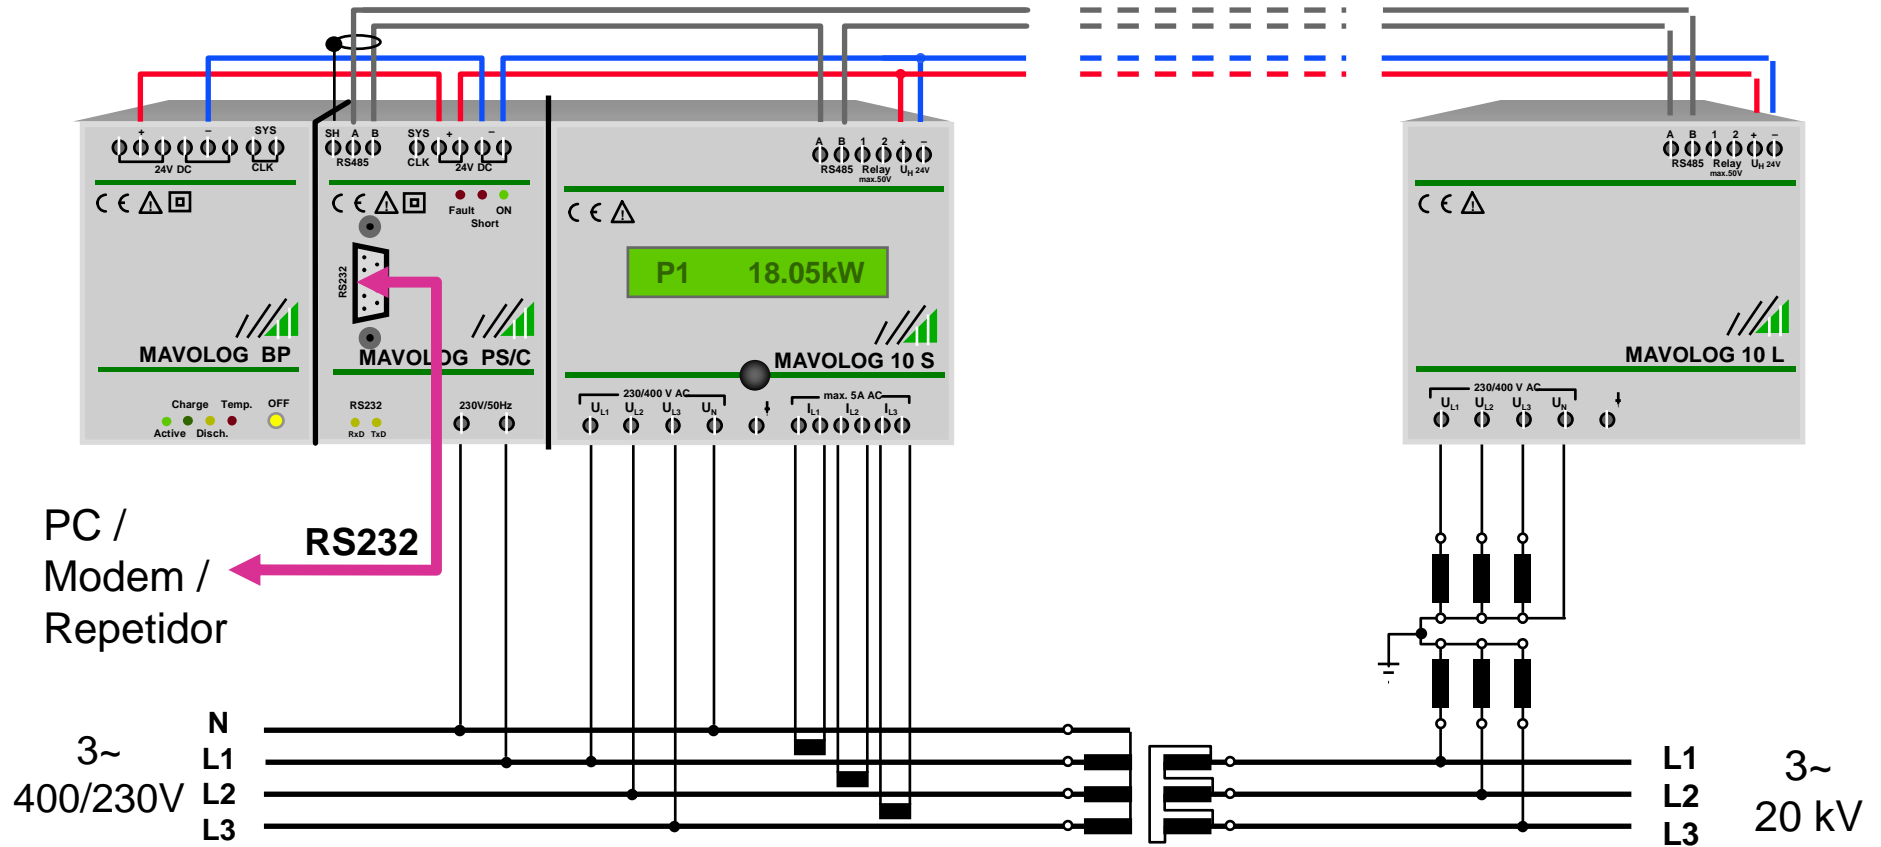 + – SYS
24V DC CLK
MAVOLOG BP
Charge Temp. OFF
Active Disch.
SH A B SYS + –
RS485 CLK 24V DC
Fault ON
Short
RS232
MAVOLOG PS/C
RS232 230V/50Hz
RxD TxD
A B 1 2 + –
RS485 Relay UH 24V
max.50V
P1 18.05kW
MAVOLOG 10 S
230/400 V AC max. 5A AC
UL1 UL2 UL3 UN IL1 IL2 IL3
A B 1 2 + –
RS485 Relay UH 24V
max.50V
MAVOLOG 10 L
230/400 V AC
UL1 UL2 UL3 UN
PC /
Modem /
Repetidor
RS232
3~
400/230V
N
L1
L2
L3
L1
L2
L3
3~
20 kV